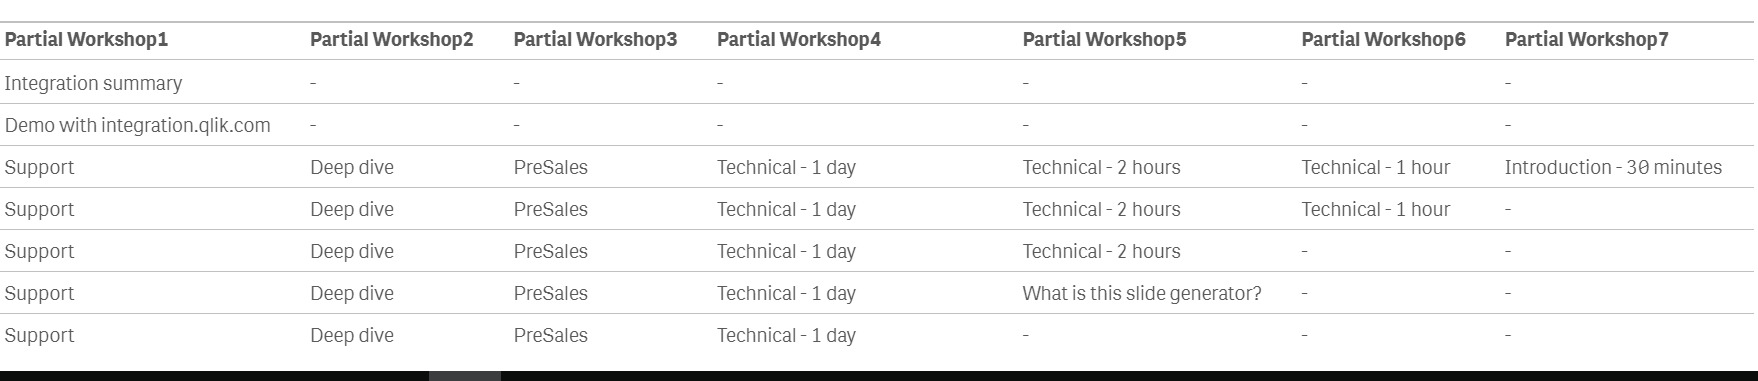 Partial Workshop1 Partial Workshop2 Partial Workshop3 Partial Workshop4 Partial Workshop5 Partial Workshop6 Partial Workshop7
Integration summary - - - - - -
Demo with integration.qlik.com - - - - - -
Support Deep dive PreSales Technical - 1 day Technical - 2 hours Technical - 1 hour Introduction - 30 minutes
Support Deep dive PreSales Technical - 1 day Technical - 2 hours Technical - 1 hour -
Support Deep dive PreSales Technical - 1 day Technical - 2 hours - -
Support Deep dive PreSales Technical - 1 day What is this slide generator? - -
Support Deep dive PreSales Technical - 1 day - - -